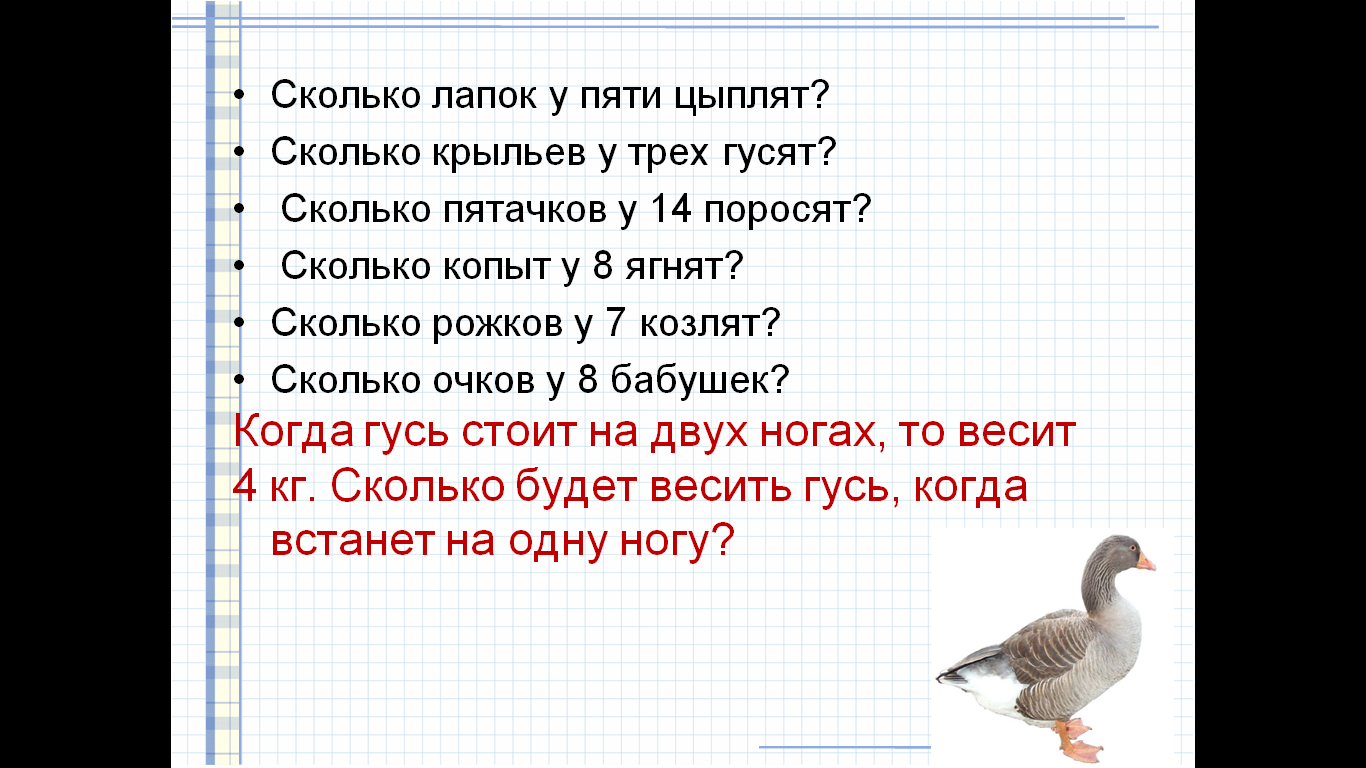 • Сколько лапок у пяти цыплят?
• Сколько крыльев у трех гусят?
• Сколько пятачков у 14 поросят?
• Сколько копыт у 8 ягнят?
• Сколько рожков у 7 козлят?
• Сколько очков у 8 бабушек?
Когда гусь стоит на двух ногах, то весит
4 кг. Сколько будет весить гусь, когда
встанет на одну ногу?